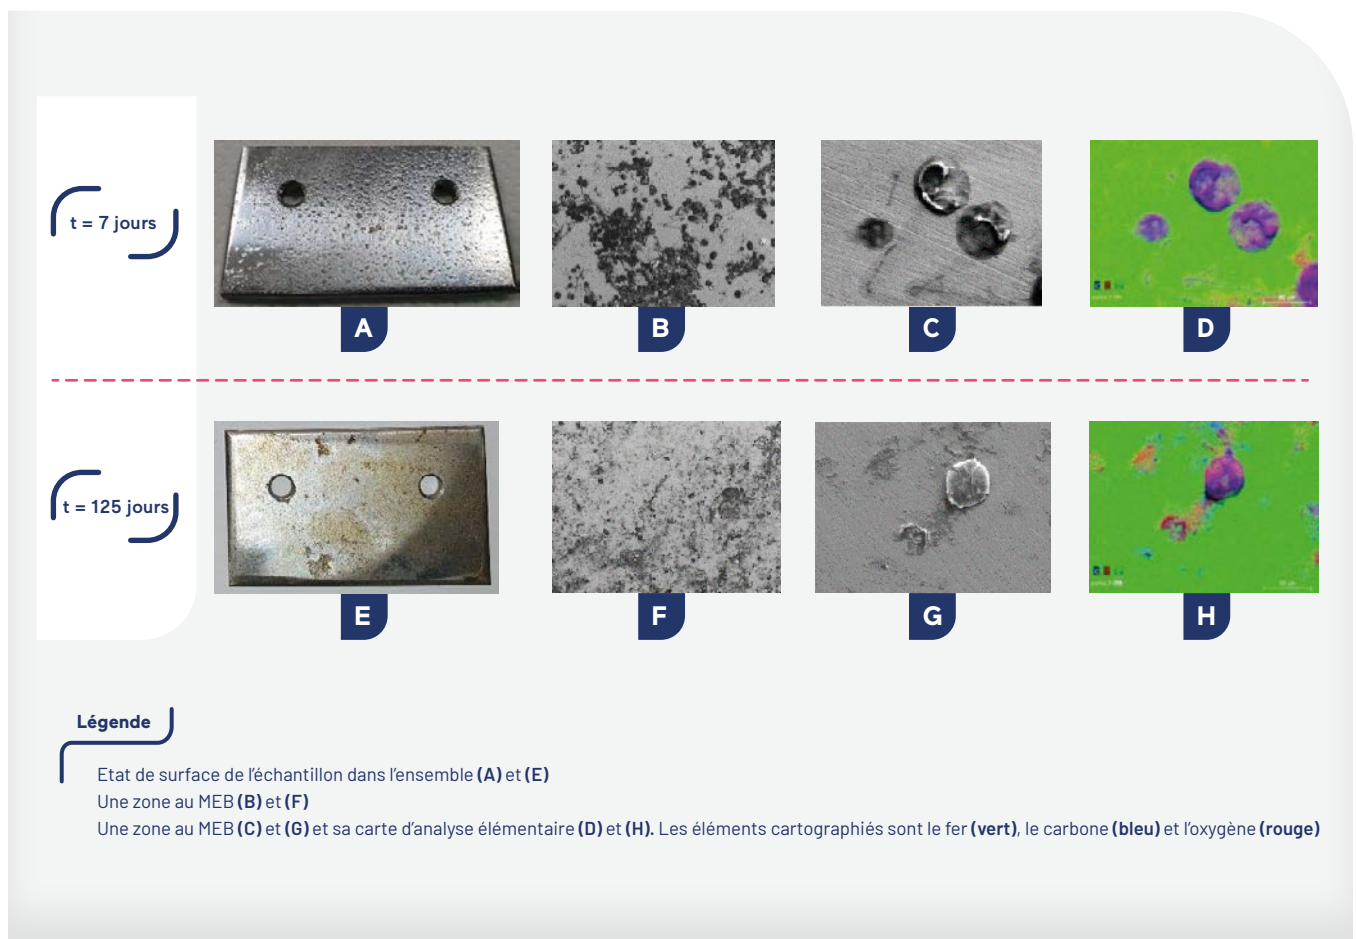 t = 7 jours
A
B
C
D
t = 125 jours
E
F
G
H
Légende
Etat de surface de l'échantillon dans l'ensemble (A) et (E)
Une zone au MEB (B) et (F)
Une zone au MEB (C) et (G) et sa carte d'analyse élémentaire (D) et (H). Les éléments cartographiés sont le fer (vert), le carbone (bleu) et l'oxygène (rouge)